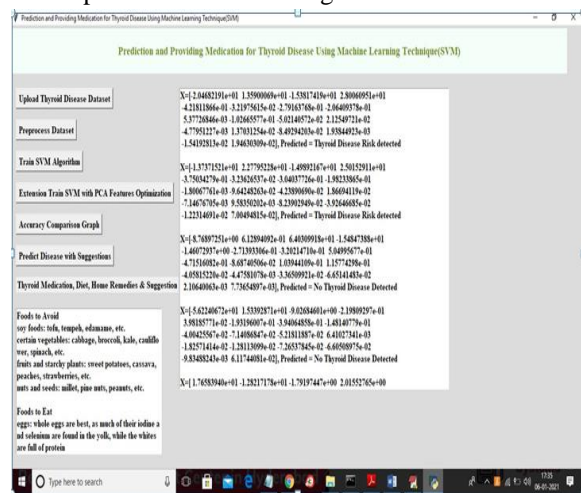 Prediction and Providing Medication for Thyroid Disease Using Machine Learning Technique(SVM)
Prediction and Providing Medication for Thyroid Disease Using Machine Learning Technique(SVM)
Upload Thyroid Disease Dataset
Preprocess Dataset
Train SVM Algorithm
Extension Train SVM with PCA Features Optimization
Accuracy Comparison Graph
Predict Disease with Suggestions
Thyroid Medication, Diet, Home Remedies & Suggestion
X=[-2.04682191e+01 1.35900069e+01 -1.53817419e+01 2.80060951e+01
-4.21811866e-01 -3.21975615e-02 -2.79163768e-01 -2.06409378e-01
5.37726846e-03 -1.02665577e-01 -5.02140572e-02 2.12549721e-02
-4.77951227e-03 1.37031254e-02 -8.49294203e-02 1.93844923e-03
-1.54192813e-02 1.94630309e-02], Predicted = Thyroid Disease Risk detected
X=[-1.37371521e+01 2.27795228e+01 -1.49892167e+01 2.50152911e+01
-3.75034279e-01 -3.23626537e-02 -3.04037726e-01 -1.98233865e-01
-1.80067761e-03 -9.64248263e-02 -4.23890690e-02 1.86694119e-02
-7.14676705e-03 9.58350202e-03 -8.23902949e-02 -3.92646685e-02
-1.22314691e-02 7.00494815e-02], Predicted = Thyroid Disease Risk detected
X=[-8.76897251e+00 6.12894092e-01 6.40309918e+01 -1.54847388e+01
-1.46072937e+00 -2.71393306e-01 -3.20214710e-01 5.04995677e-01
-4.71516082e-01 -8.68740506e-02 1.03944109e-01 1.15774298e-01
-4.05815220e-02 -4.47581078e-03 -3.36509921e-02 -6.65141483e-02
2.10640063e-03 7.73654897e-03], Predicted = No Thyroid Disease Detected
X=[-5.62240672e+01 1.53392871e+01 -9.02684601e+00 -2.19809297e-01
3.98185771e-02 -1.93196007e-01 -3.94064858e-01 -1.48140779e-01
-4.00425567e-02 -7.14086847e-02 -5.21811887e-02 6.41027341e-03
-1.82571414e-02 -1.28113099e-02 -7.26537845e-02 -6.60508975e-02
-9.83488243e-03 6.11744081e-02], Predicted = No Thyroid Disease Detected
X=[ 1.76583940e+01 -1.28217178e+01 -1.79197447e+00 2.01552765e+00
Foods to Avoid
soy foods: tofu, tempeh, edamame, etc.
certain vegetables: cabbage, broccoli, kale, cauliflo
wer, spinach, etc.
fruits and starchy plants: sweet potatoes, cassava,
peaches, strawberries, etc.
nuts and seeds: millet, pine nuts, peanuts, etc.
Foods to Eat
eggs: whole eggs are best, as much of their iodine a
nd selenium are found in the yolk, while the whites
are full of protein
Type here to search
17:35
06-01-2021